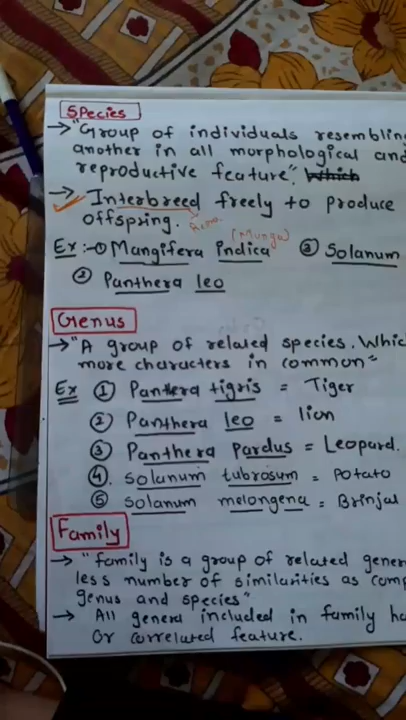 Species
→ "Group of individuals resembling
another in all morphological and
reproductive feature". Which
→ Interbreed freely to produce
offspring.
Ex :- ① Mangifera indica (Munga) ③ Solanum
② Panthera leo
Genus
→ "A group of related species. Which
more characters in common"
Ex ① Pantera tigris = Tiger
② Panthera leo = lion
③ Panthera Pardus = Leopard.
④. Solanum tubrosum = Potato
⑤ Solanum melongena = Brinjal
Family
→ "family is a group of related gener
less number of similarities as comp
genus and species"
→ All genera included in family ha
or correlated feature.